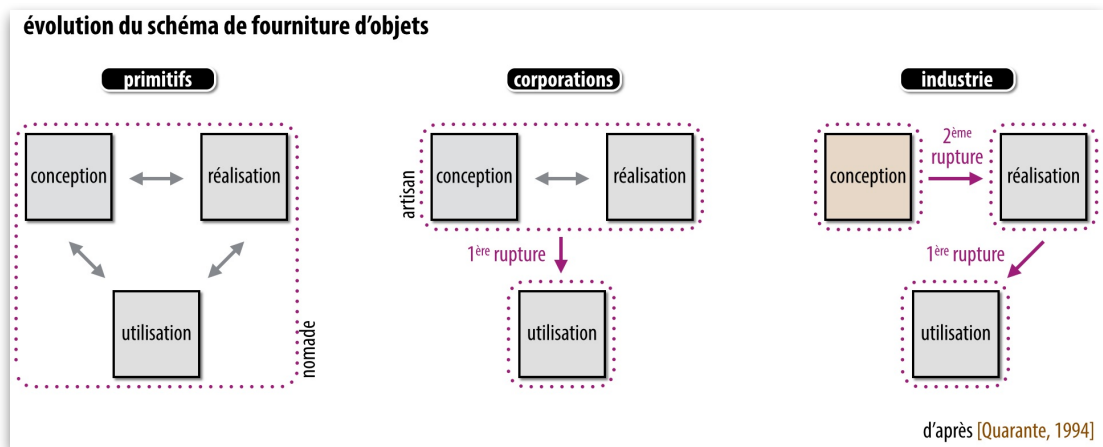 évolution du schéma de fourniture d'objets
primitifs
conception
réalisation
utilisation
nomade
corporations
artisan
conception
réalisation
1ère rupture
utilisation
industrie
conception
2ème
rupture
réalisation
1ère rupture
utilisation
d'après [Quarante, 1994]